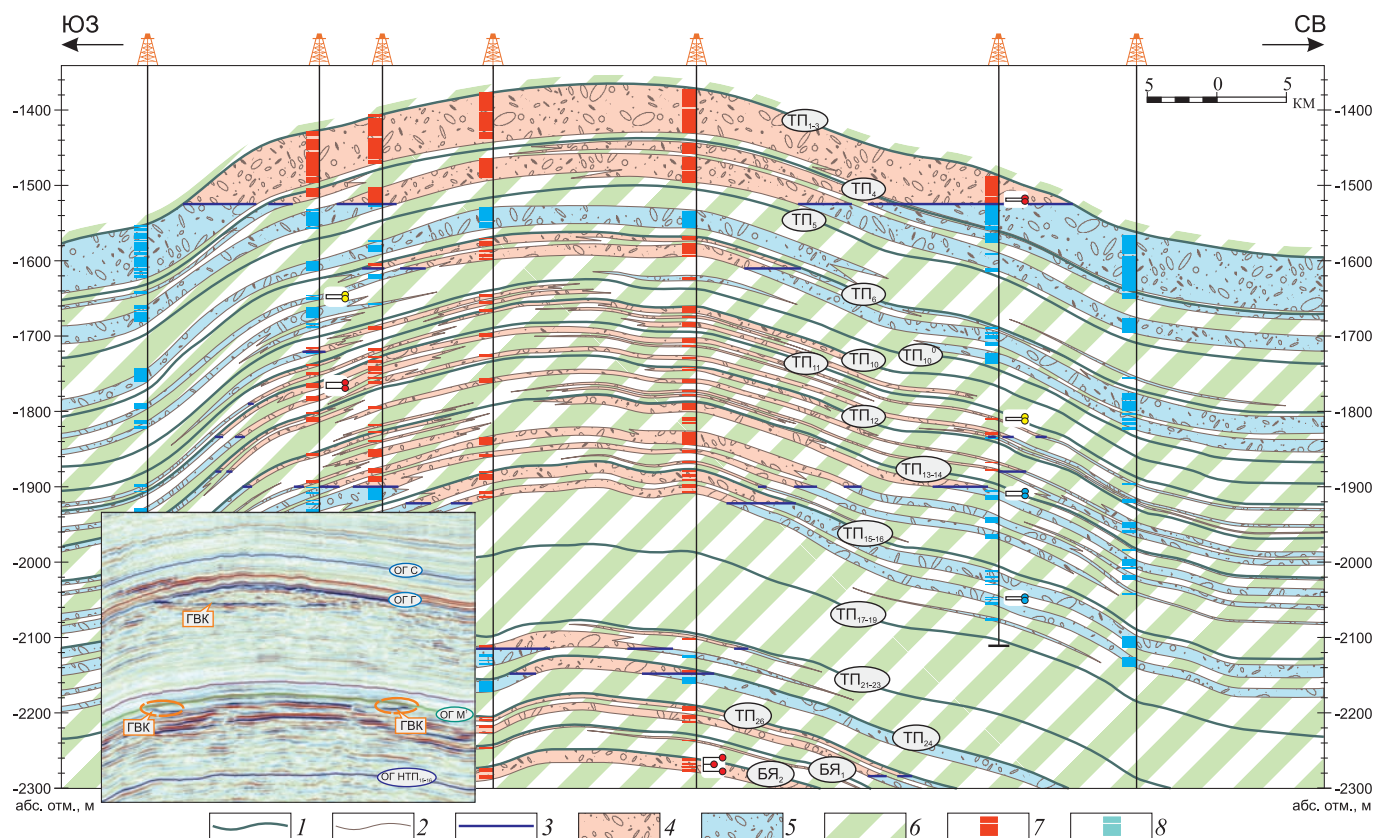 ЮЗ
СВ
5 0 5
км
-1400 -1400
-1500 -1500
-1600 -1600
-1700 -1700
-1800 -1800
-1900 -1900
-2000 -2000
-2100 -2100
-2200 -2200
-2300 -2300
абс. отм., м абс. отм., м
ТП1-3
ТП4
ТП5
ТП6
ТП10^0
ТП10
ТП11
ТП12
ТП13-14
ТП15-16
ТП17-19
ТП21-23
ТП24
ТП26
БЯ1
БЯ2
ОГ С
ОГ Г
ГВК
ОГ М'
ГВК
ГВК
ОГ НТП15-16
1 2 3 4 5 6 7 8